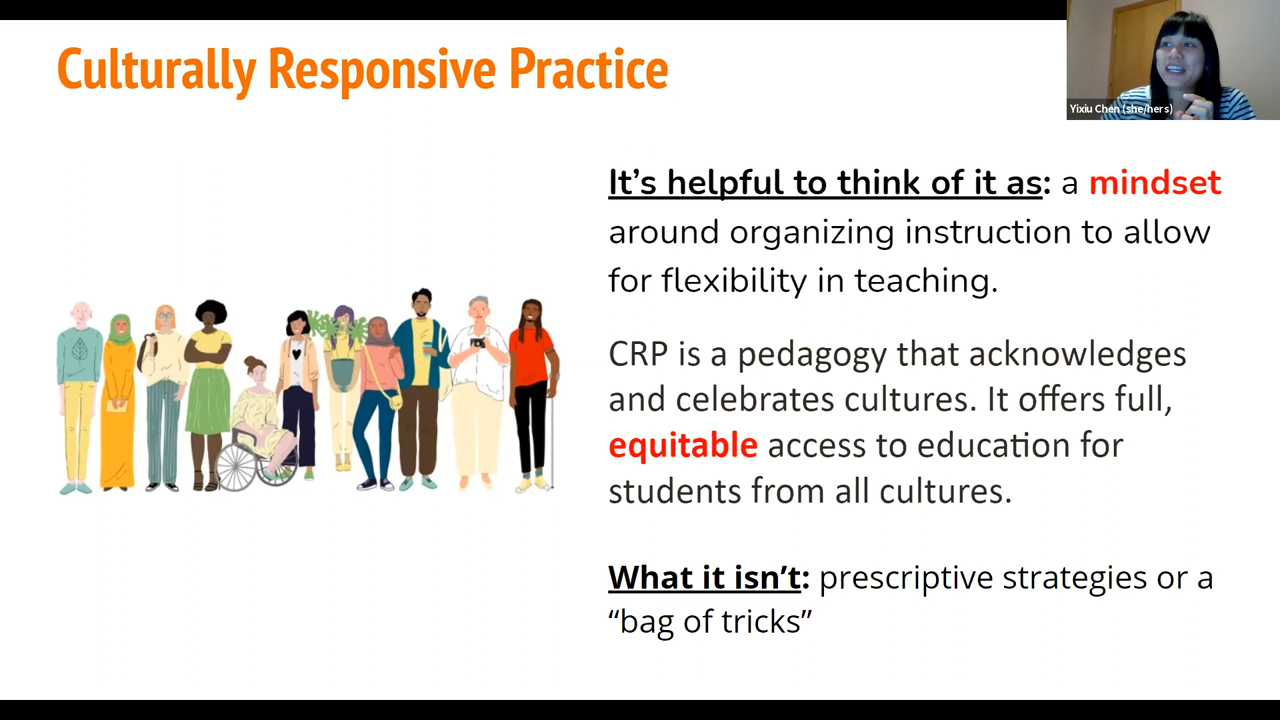 Culturally Responsive Practice
Yixiu Chen (she/hers)
It’s helpful to think of it as: a mindset
around organizing instruction to allow
for flexibility in teaching.
CRP is a pedagogy that acknowledges
and celebrates cultures. It offers full,
equitable access to education for
students from all cultures.
What it isn’t: prescriptive strategies or a
“bag of tricks”